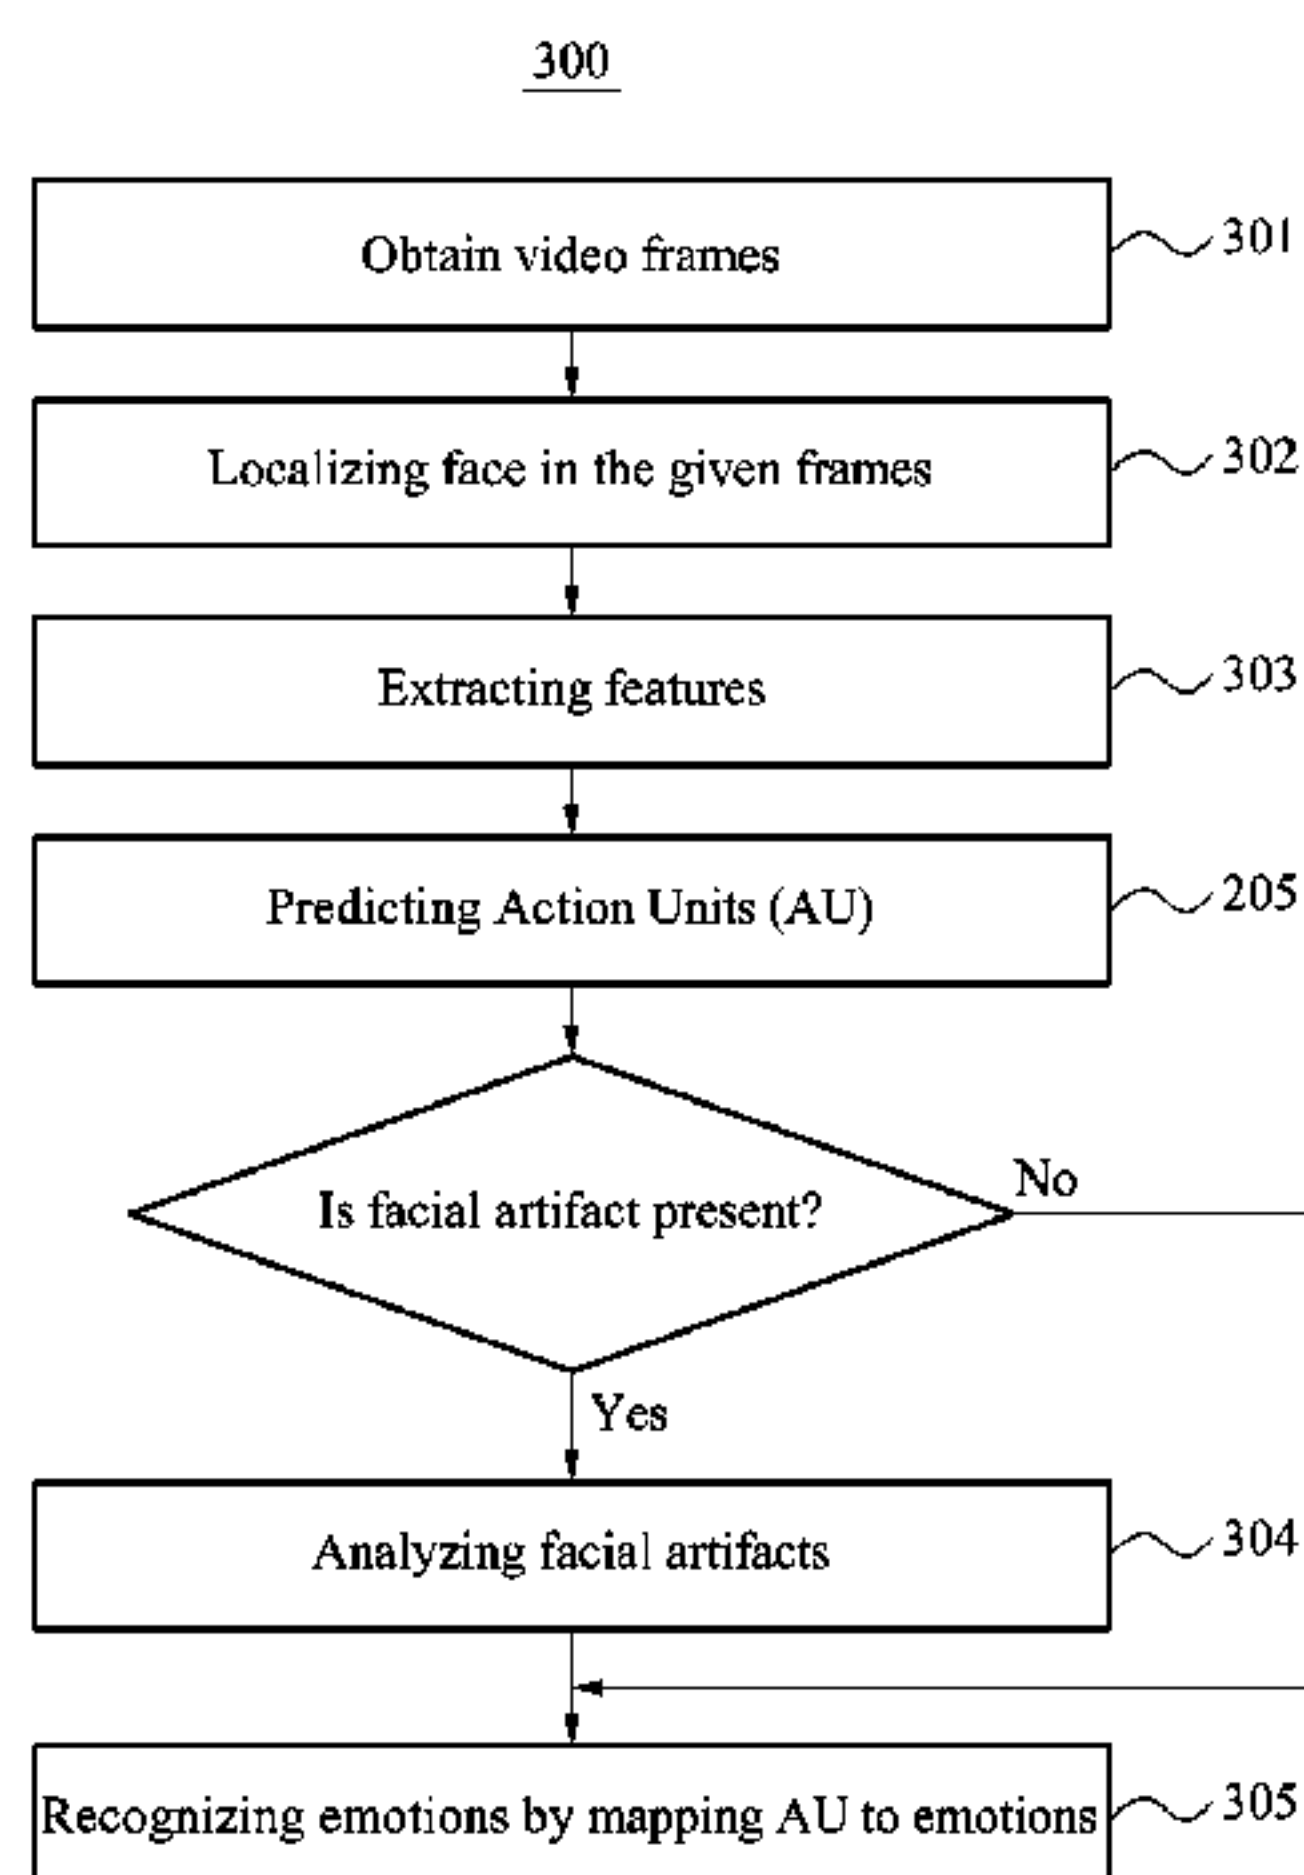 300
Obtain video frames
301
Localizing face in the given frames
302
Extracting features
303
Predicting Action Units (AU)
205
Is facial artifact present?
No
Yes
Analyzing facial artifacts
304
Recognizing emotions by mapping AU to emotions
305